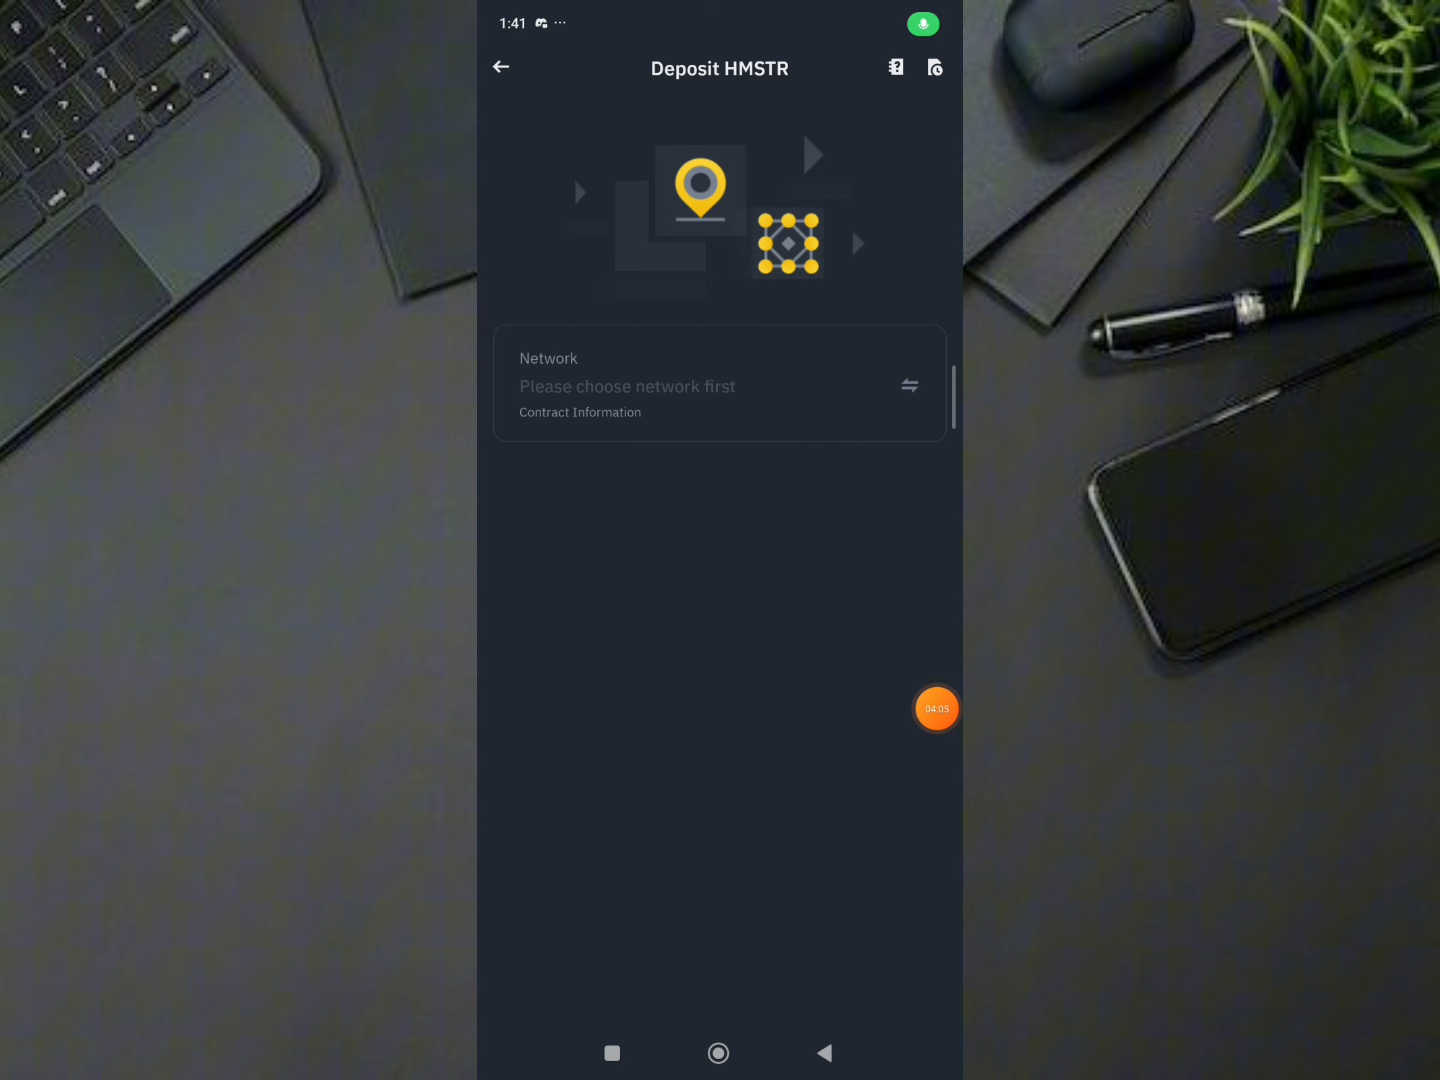 1:41
Deposit HMSTR
Network
Please choose network first
Contract Information
04:05